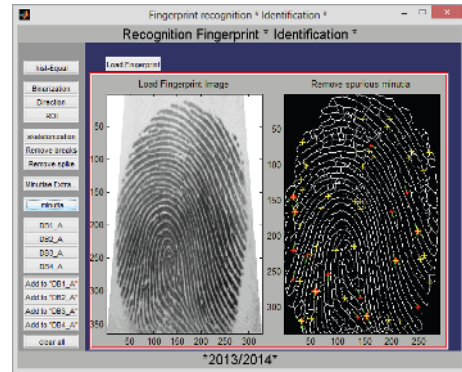 Fingerprint recognition * Identification *
Recognition Fingerprint * Identification *
Load Fingerprint
Hist-Equal
Binarization
Direction
ROI
skeletonization
Remove breaks
Remove spike
Minutiae Extra...
minutia
DB1_A
DB2_A
DB3_A
DB4_A
Add to "DB1_A"
Add to "DB2_A"
Add to "DB3_A"
Add to "DB4_A"
clear all
Load Fingerprint Image
50
100
150
200
250
300
350
50 100 150 200 250 300
Remove spurious minutia
50
100
150
200
250
300
50 100 150 200 250
*2013/2014*